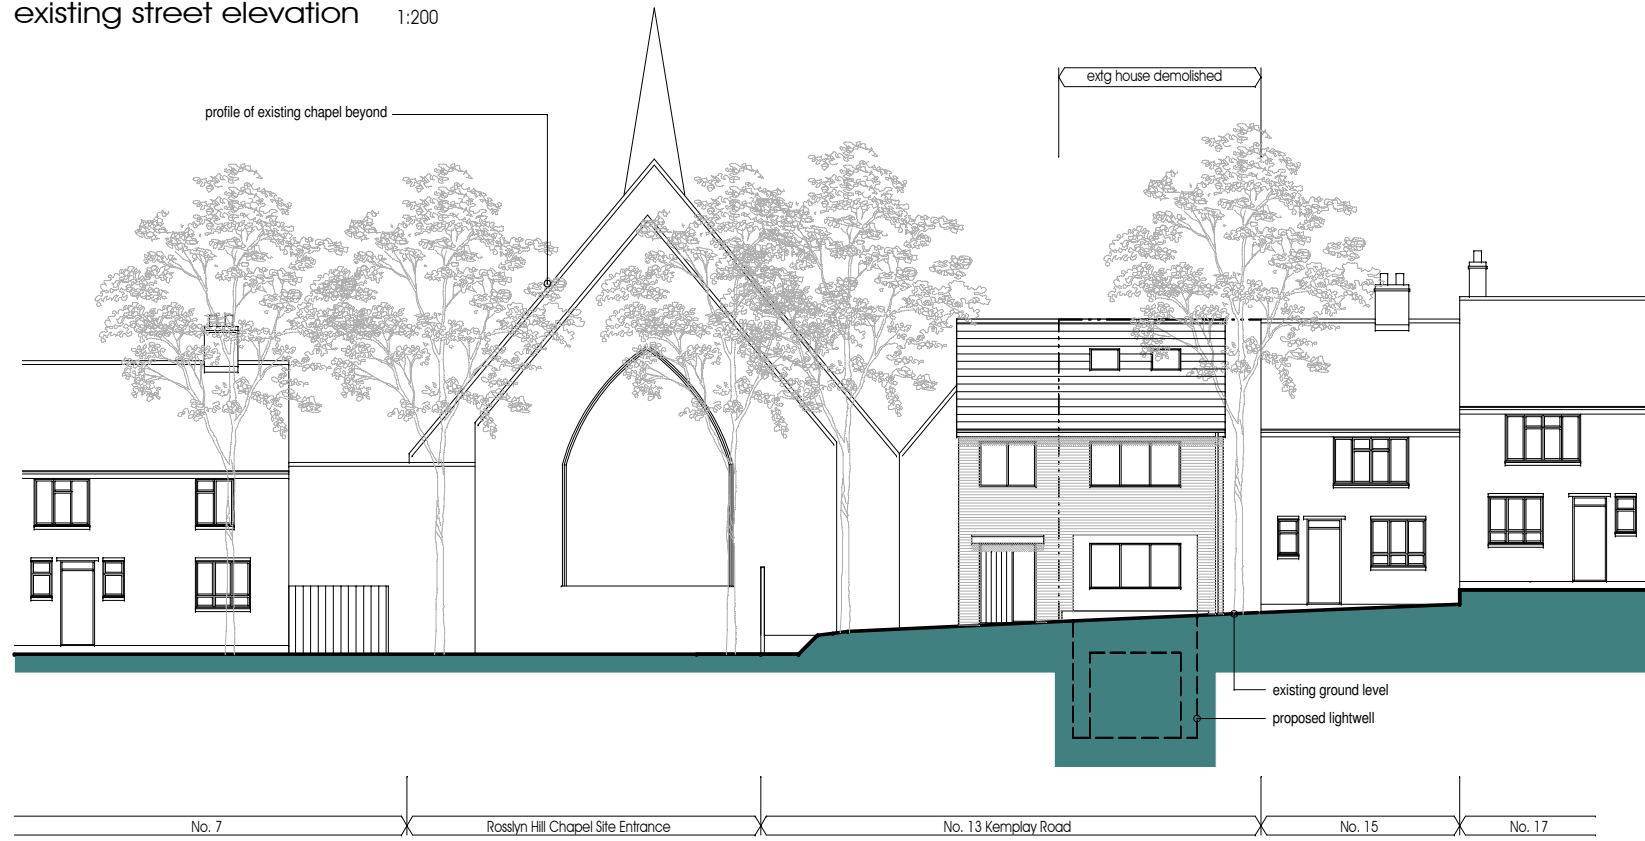 existing street elevation 1:200
extg house demolished
profile of existing chapel beyond
existing ground level
proposed lightwell
No. 7
Rosslyn Hill Chapel Site Entrance
No. 13 Kemplay Road
No. 15
No. 17